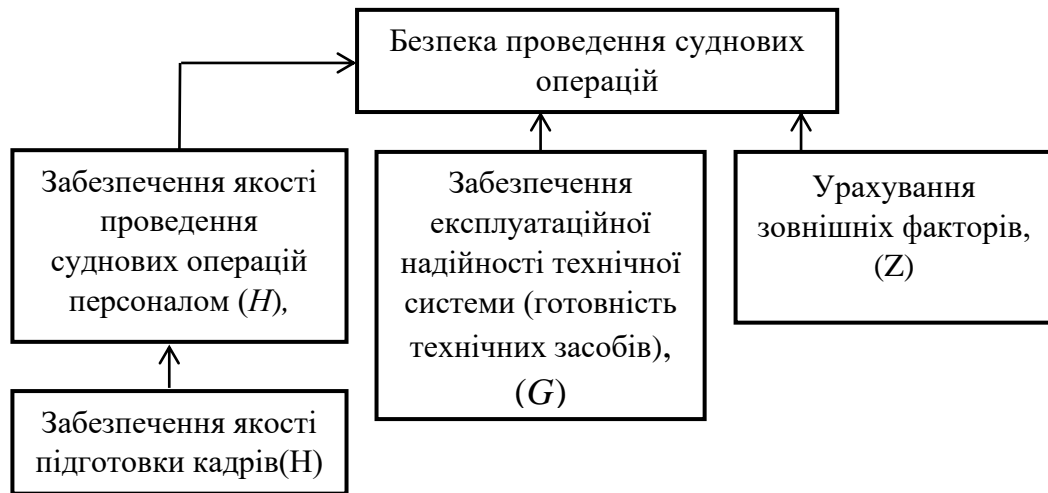 Безпека проведення суднових
операцій
Забезпечення якості
проведення
суднових операцій
персоналом (H),
Забезпечення
експлуатаційної
надійності технічної
системи (готовність
технічних засобів),
(G)
Урахування
зовнішніх факторів,
(Z)
Забезпечення якості
підготовки кадрів(Н)